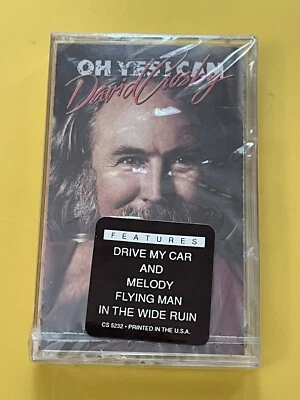 OH YES I CAN
David Crosby
FEATURES
DRIVE MY CAR
AND
MELODY
FLYING MAN
IN THE WIDE RUIN
CS 5232 • PRINTED IN THE U.S.A.